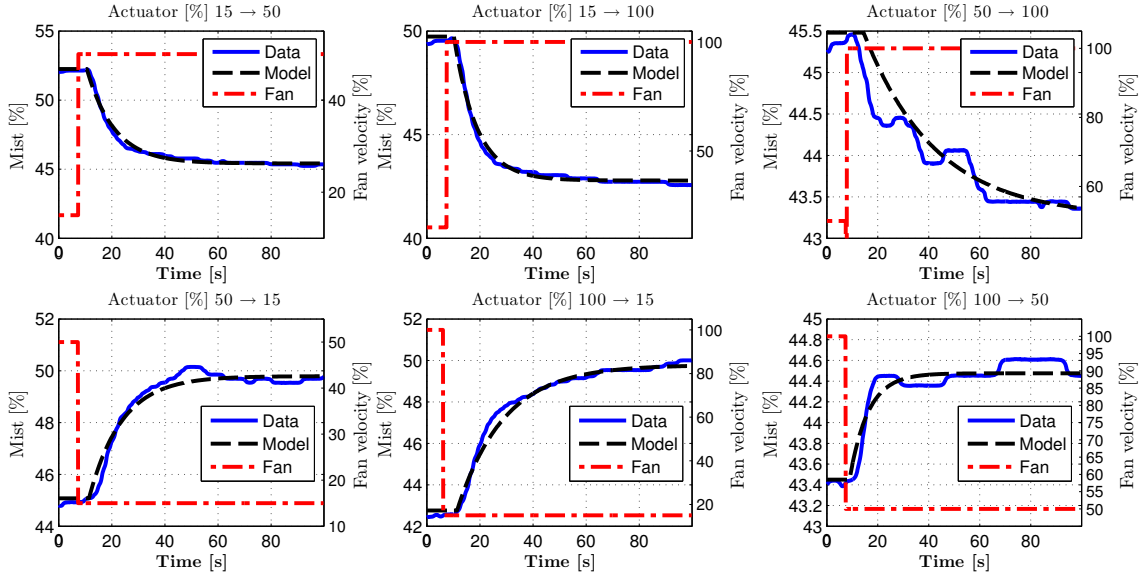 Actuator [%] 15 → 50
Actuator [%] 15 → 100
Actuator [%] 50 → 100
55
50
45
40
Mist [%]
40
20
Fan velocity [%]
Data
Model
Fan
0
0
20
40
60
80
Time [s]
50
45
40
Mist [%]
100
50
Fan velocity [%]
Data
Model
Fan
0
0
20
40
60
80
Time [s]
45.5
45
44.5
44
43.5
43
Mist [%]
100
80
60
Fan velocity [%]
Data
Model
Fan
0
0
20
40
60
80
Time [s]
Actuator [%] 50 → 15
Actuator [%] 100 → 15
Actuator [%] 100 → 50
52
50
48
46
44
Mist [%]
50
40
30
20
10
Fan velocity [%]
Data
Model
Fan
0
0
20
40
60
80
Time [s]
52
50
48
46
44
42
Mist [%]
100
80
60
40
20
Fan velocity [%]
Data
Model
Fan
0
0
20
40
60
80
Time [s]
45
44.8
44.6
44.4
44.2
44
43.8
43.6
43.4
43.2
43
Mist [%]
100
95
90
85
80
75
70
65
60
55
50
Fan velocity [%]
Data
Model
Fan
0
0
20
40
60
80
Time [s]